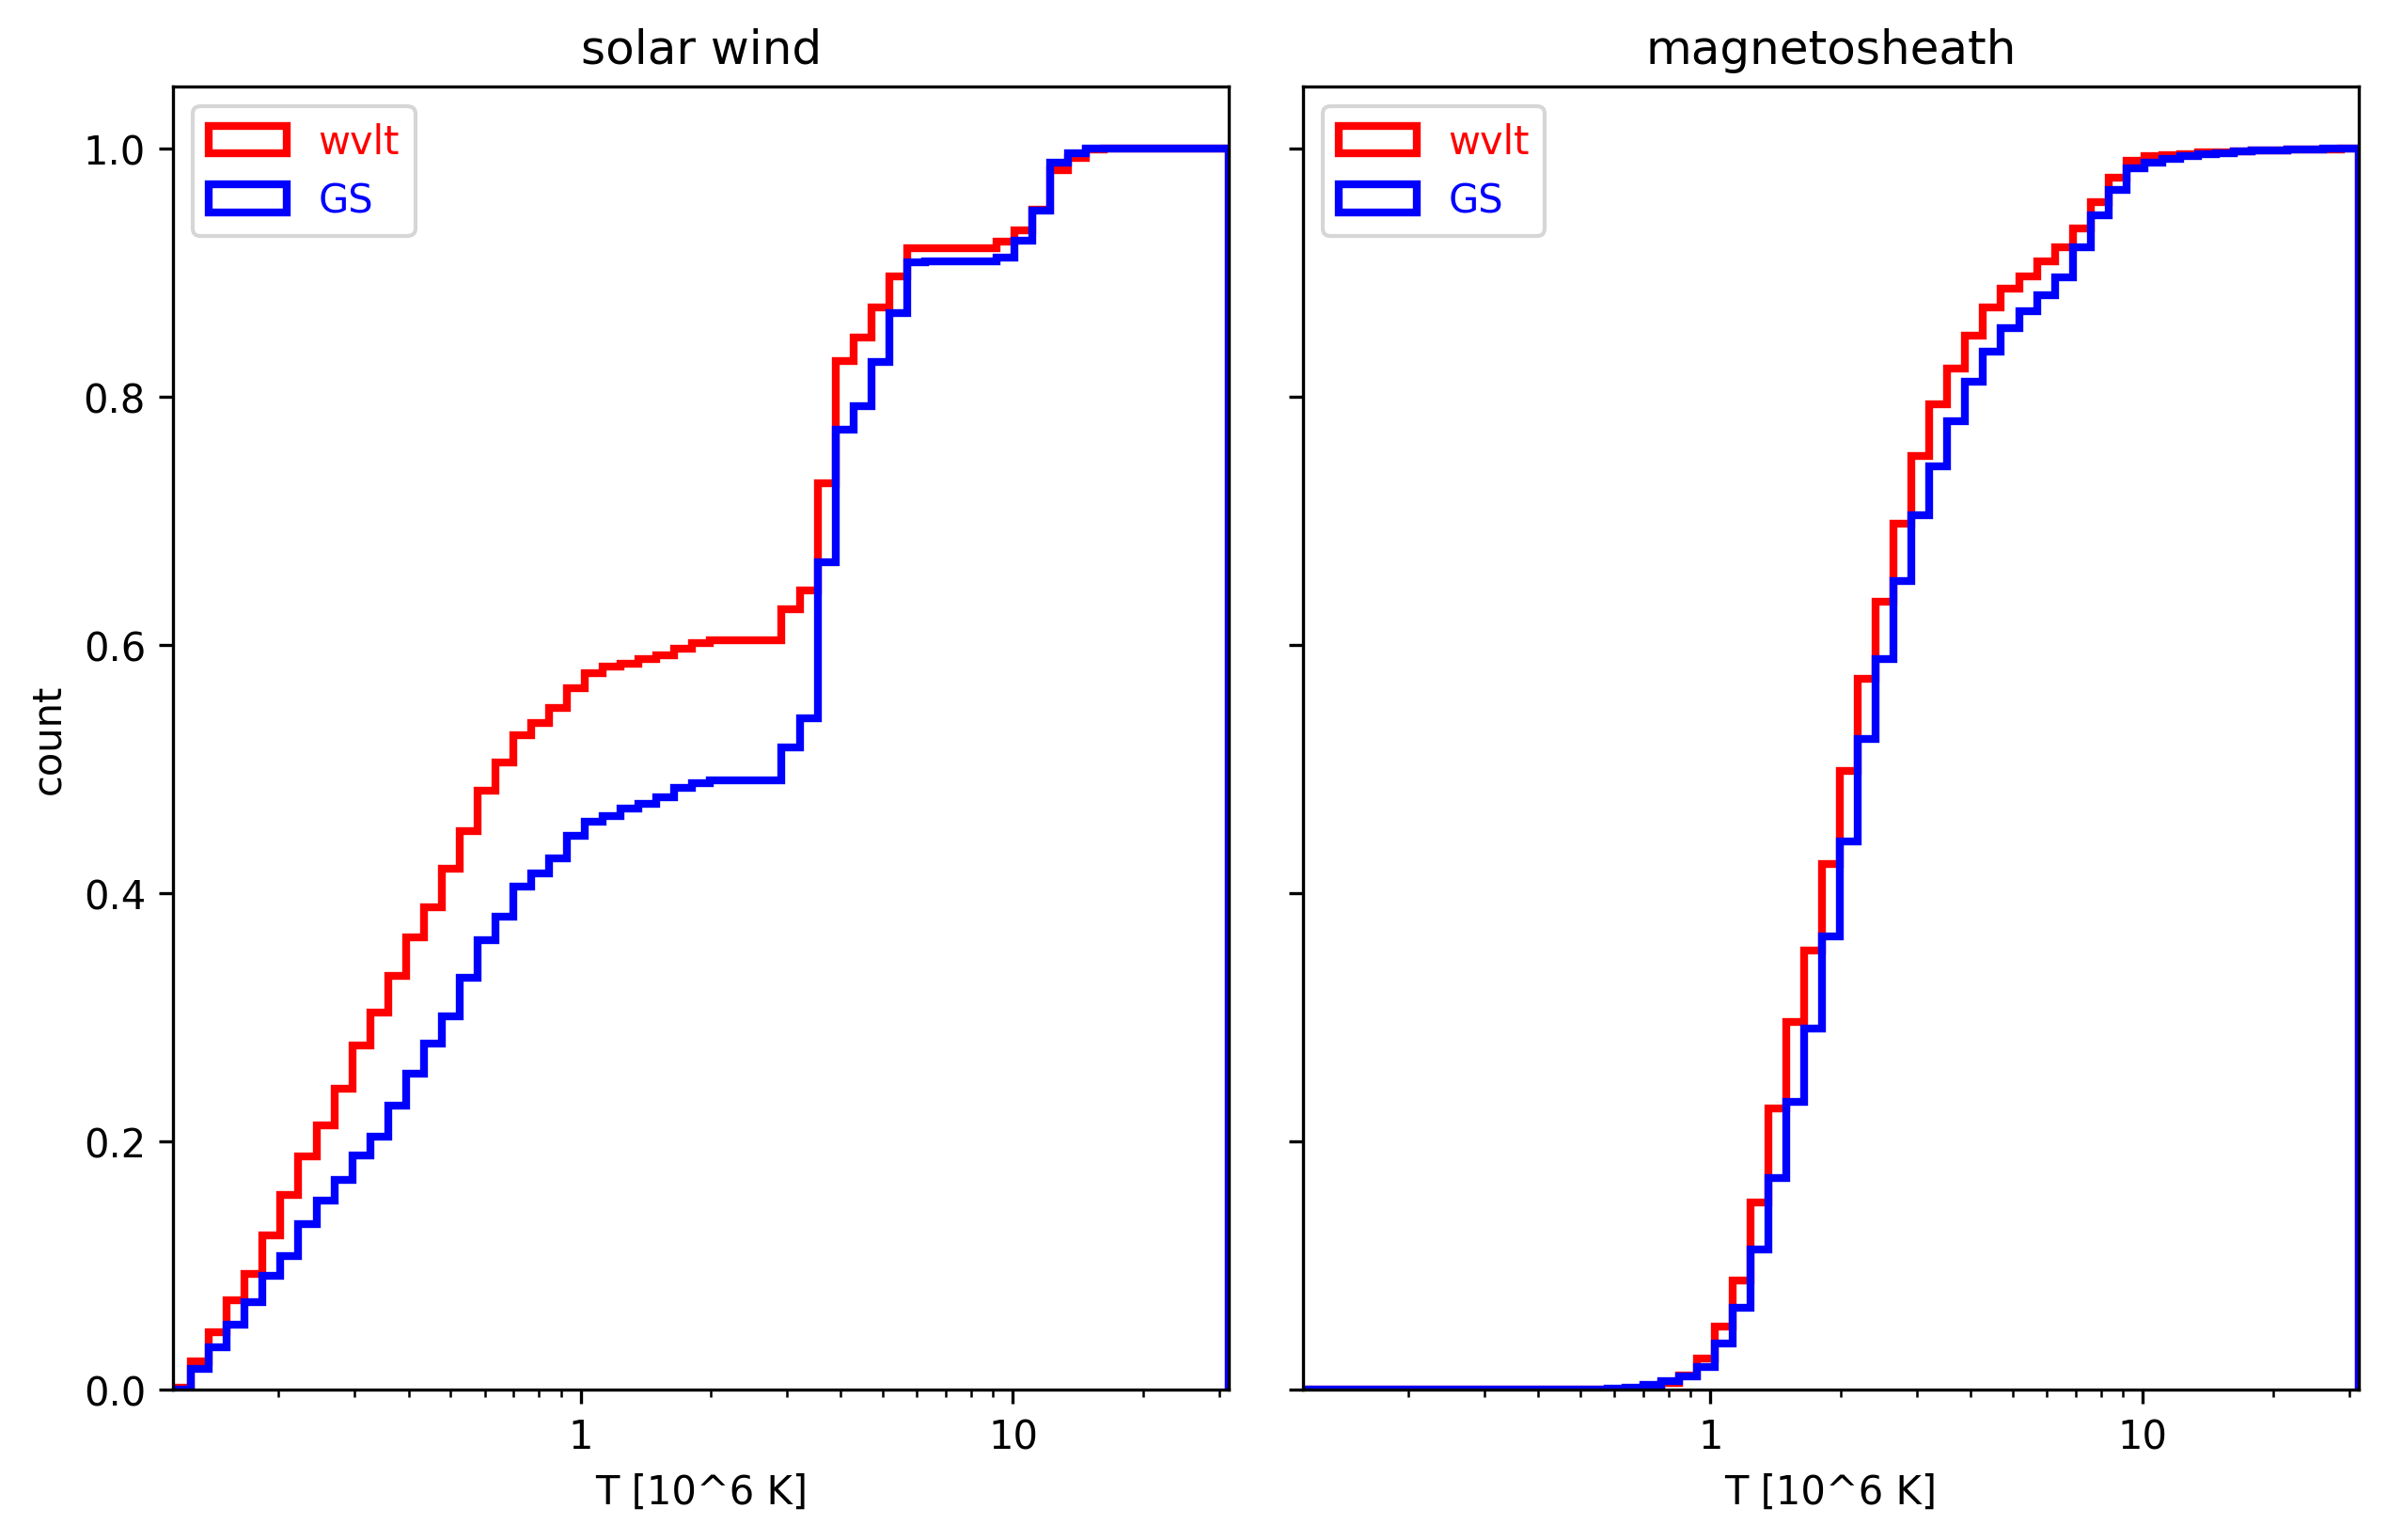 solar wind
wvlt
GS
1.0
0.8
0.6
0.4
0.2
0.0
count
1
10
T [10^6 K]
magnetosheath
wvlt
GS
1
10
T [10^6 K]